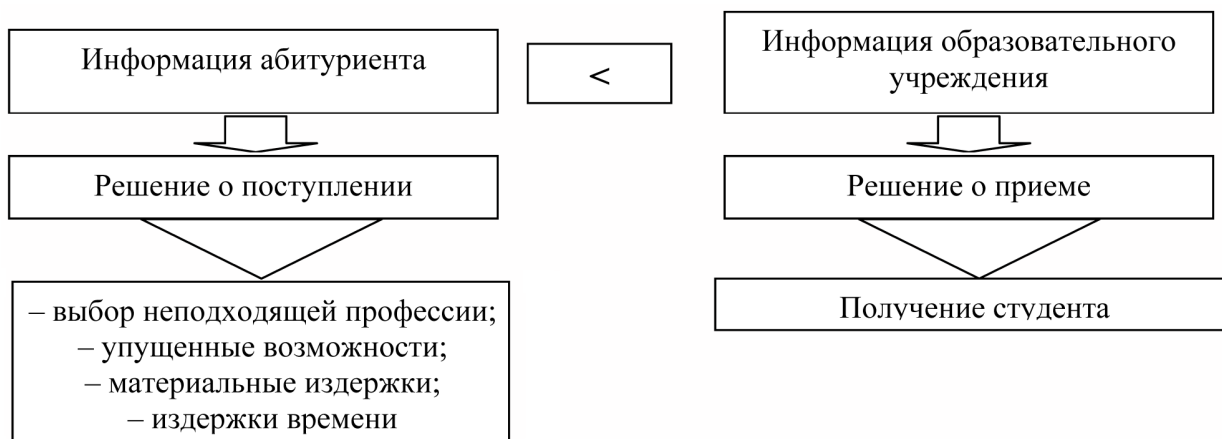 Информация абитуриента
<
Информация образовательного
учреждения
Решение о поступлении
Решение о приеме
– выбор неподходящей профессии;
– упущенные возможности;
– материальные издержки;
– издержки времени
Получение студента